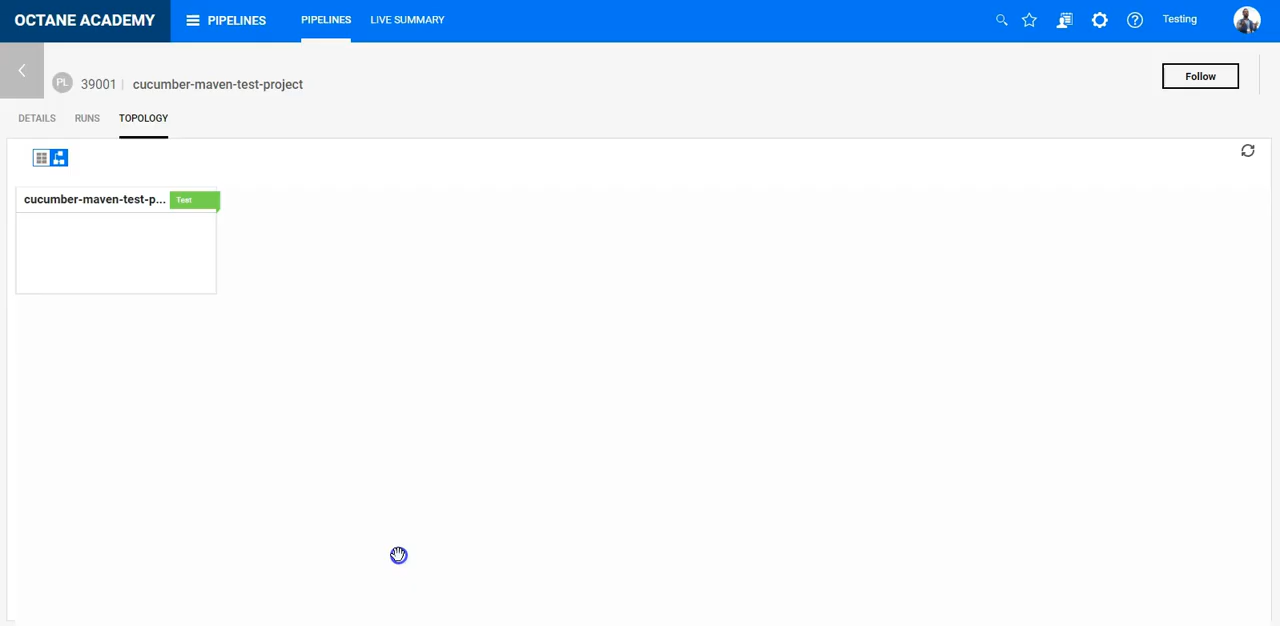 OCTANE ACADEMY PIPELINES PIPELINES LIVE SUMMARY ? Testing
PL 39001 cucumber-maven-test-project Follow
DETAILS RUNS TOPOLOGY
cucumber-maven-test-p... Test